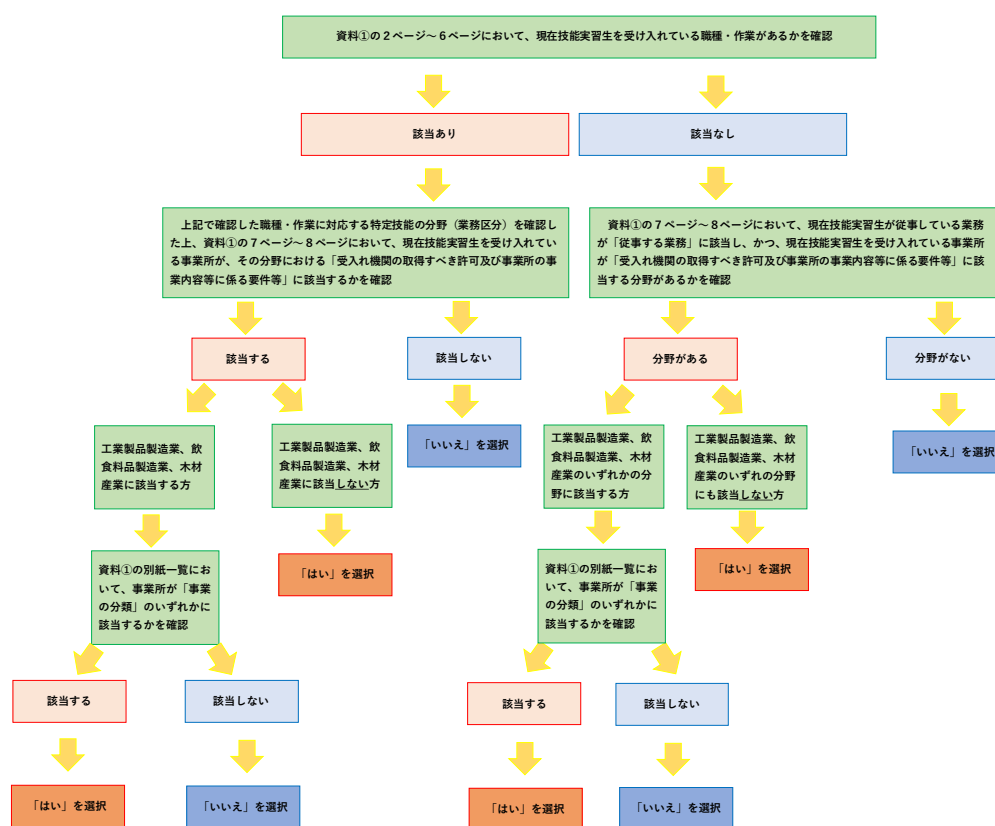 資料①の２ページ～６ページにおいて、現在技能実習生を受け入れている職種・作業があるかを確認
該当あり
該当なし
上記で確認した職種・作業に対応する特定技能の分野（業務区分）を確認し
た上、資料①の７ページ～８ページにおいて、現在技能実習生を受け入れてい
る事業所が、その分野における「受入れ機関の取得すべき許可及び事業所の事
業内容等に係る要件等」に該当するかを確認
資料①の７ページ～８ページにおいて、現在技能実習生が従事している業務
が「従事する業務」に該当し、かつ、現在技能実習生を受け入れている事業所
が「受入れ機関の取得すべき許可及び事業所の事業内容等に係る要件等」に該
当する分野があるかを確認
該当する
該当しない
分野がある
分野がない
工業製品製造業、飲
食料品製造業、木材
産業に該当する方
工業製品製造業、飲
食料品製造業、木材
産業に該当しない方
「いいえ」を選択
工業製品製造業、飲
食料品製造業、木材
産業のいずれかの分
野に該当する方
工業製品製造業、飲
食料品製造業、木材
産業のいずれの分野
にも該当しない方
「いいえ」を選択
資料①の別紙一覧にお
いて、事業所が「事業
の分類」のいずれかに
該当するかを確認
「はい」を選択
資料①の別紙一覧にお
いて、事業所が「事業
の分類」のいずれかに
該当するかを確認
「はい」を選択
該当する
該当しない
該当する
該当しない
「はい」を選択
「いいえ」を選択
「はい」を選択
「いいえ」を選択